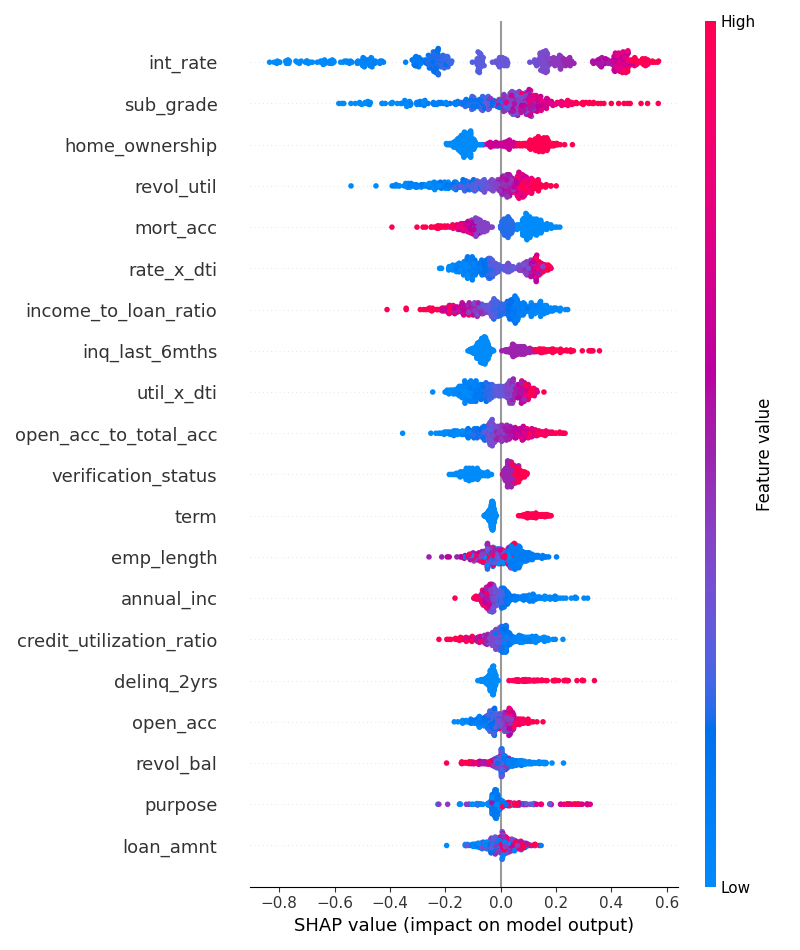 High
int_rate
sub_grade
home_ownership
revol_util
mort_acc
rate_x_dti
income_to_loan_ratio
inq_last_6mths
util_x_dti
open_acc_to_total_acc
verification_status
term
emp_length
annual_inc
credit_utilization_ratio
delinq_2yrs
open_acc
revol_bal
purpose
loan_amnt
Feature value
Low
−0.8 −0.6 −0.4 −0.2 0.0 0.2 0.4 0.6
SHAP value (impact on model output)